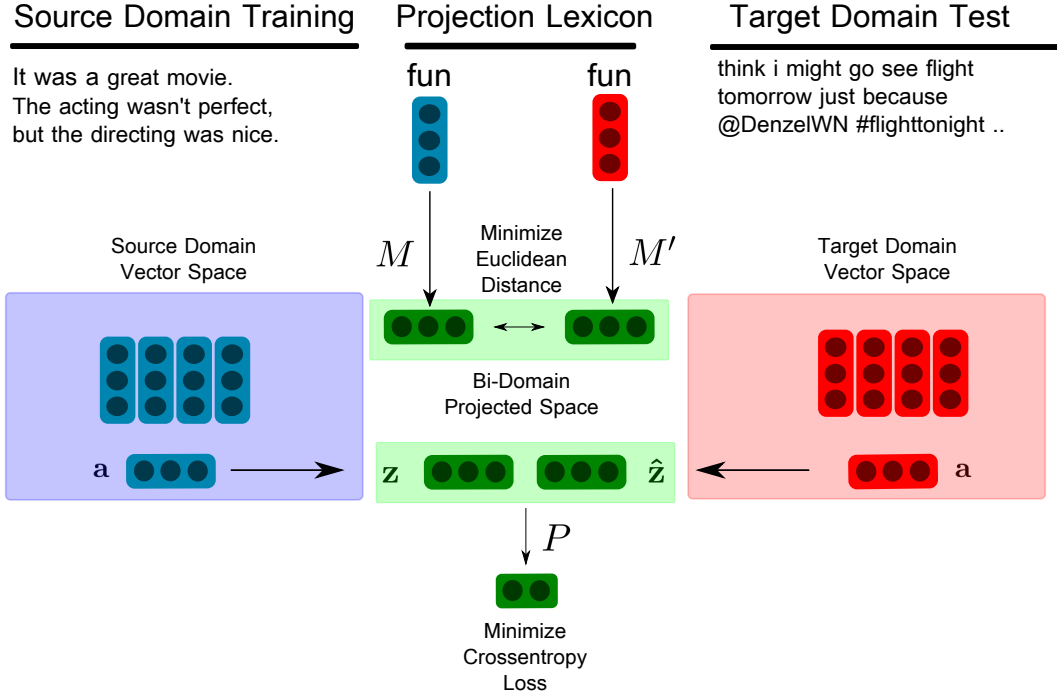 Source Domain Training
Projection Lexicon
Target Domain Test
It was a great movie.
The acting wasn't perfect,
but the directing was nice.
fun
fun
think i might go see flight
tomorrow just because
@DenzelWN #flighttonight ..
Source Domain
Vector Space
M
Minimize
Euclidean
Distance
M′
Target Domain
Vector Space
Bi-Domain
Projected Space
a
z
ẑ
a
P
Minimize
Crossentropy
Loss